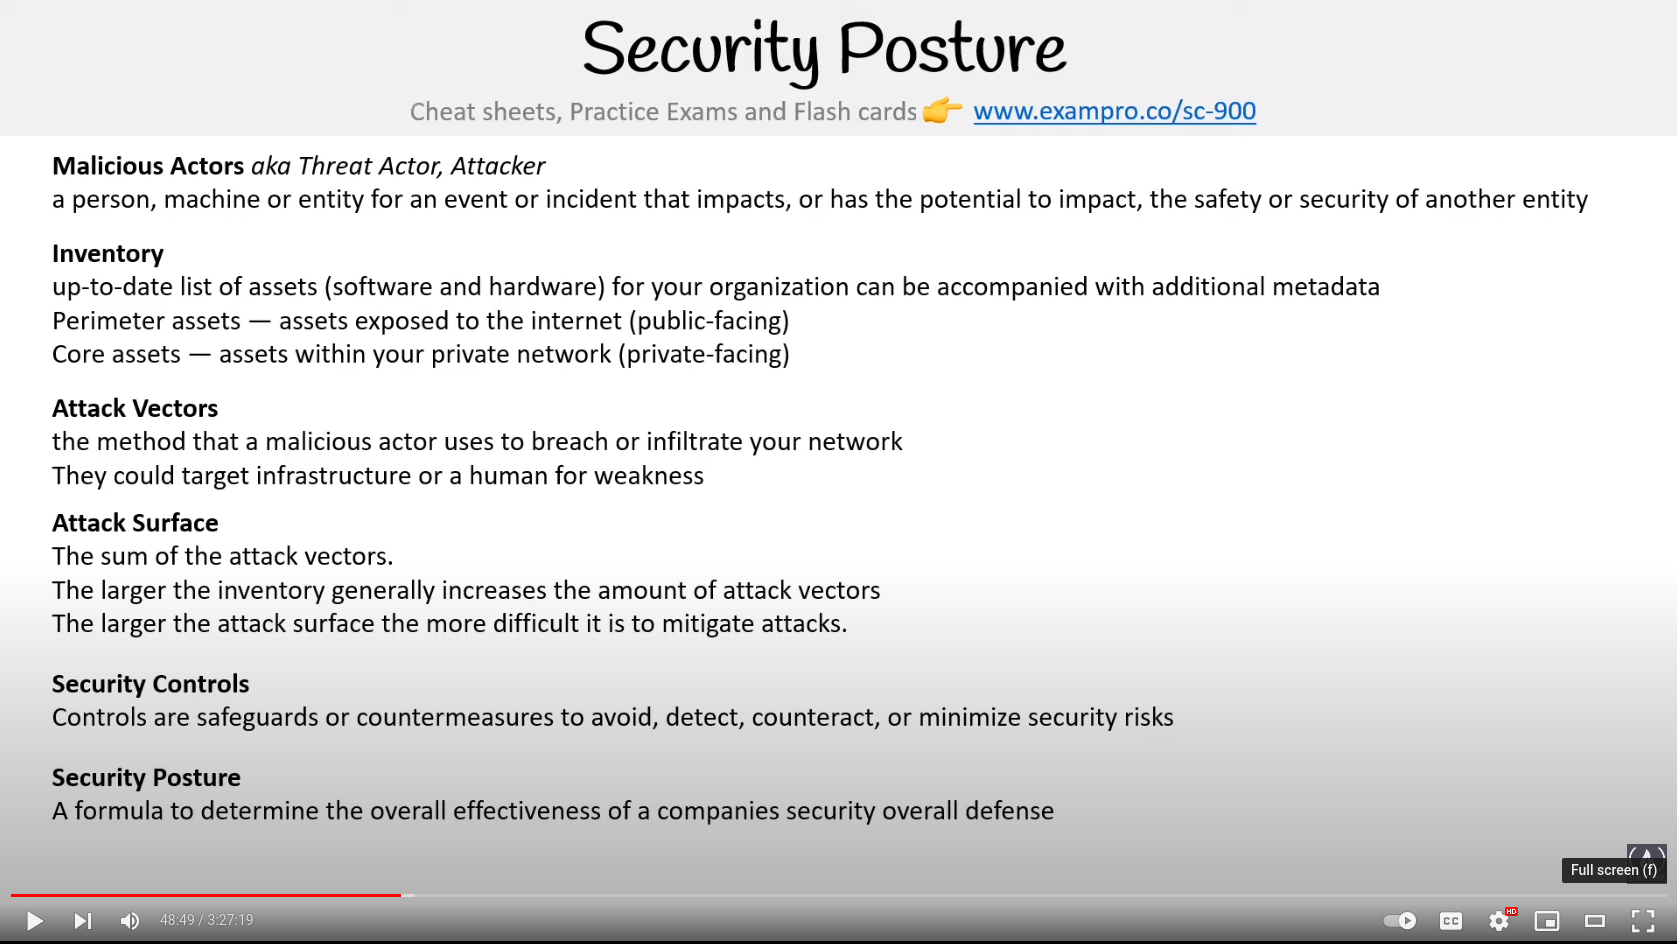 Security Posture
Cheat sheets, Practice Exams and Flash cards 👉 www.exampro.co/sc-900
Malicious Actors aka Threat Actor, Attacker
a person, machine or entity for an event or incident that impacts, or has the potential to impact, the safety or security of another entity
Inventory
up-to-date list of assets (software and hardware) for your organization can be accompanied with additional metadata
Perimeter assets — assets exposed to the internet (public-facing)
Core assets — assets within your private network (private-facing)
Attack Vectors
the method that a malicious actor uses to breach or infiltrate your network
They could target infrastructure or a human for weakness
Attack Surface
The sum of the attack vectors.
The larger the inventory generally increases the amount of attack vectors
The larger the attack surface the more difficult it is to mitigate attacks.
Security Controls
Controls are safeguards or countermeasures to avoid, detect, counteract, or minimize security risks
Security Posture
A formula to determine the overall effectiveness of a companies security overall defense
Full screen (f)
48:49 / 3:27:19
CC
HD